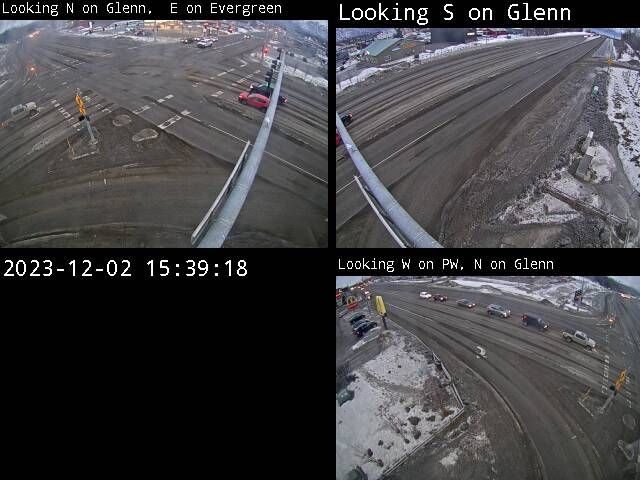 Looking N on Glenn,  E on Evergreen
Looking S on Glenn
2023-12-02 15:39:18
Looking W on PW, N on Glenn